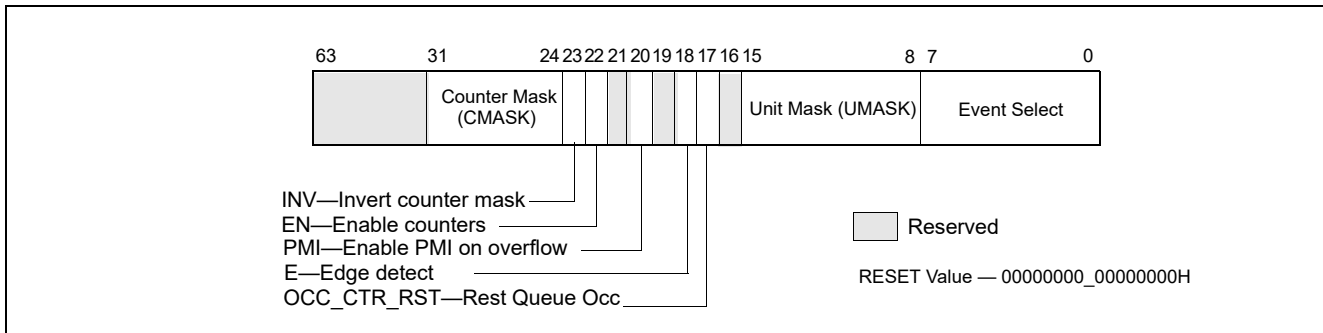 63 31 24 23 22 21 20 19 18 17 16 15 8 7 0
Counter Mask
(CMASK)
Unit Mask (UMASK)
Event Select
INV—Invert counter mask
EN—Enable counters
PMI—Enable PMI on overflow
E—Edge detect
OCC_CTR_RST—Rest Queue Occ
Reserved
RESET Value — 00000000_00000000H